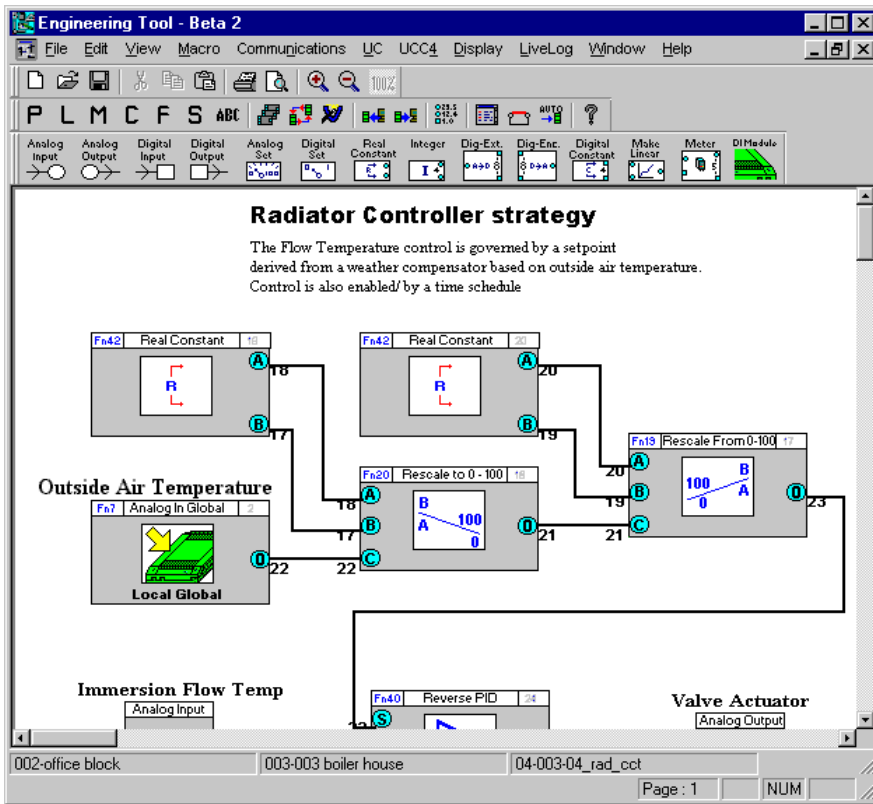 Engineering Tool - Beta 2
File Edit View Macro Communications UC UCC4 Display LiveLog Window Help
100%
P L M C F S ABC AUTO ?
Analog Input
Analog Output
Digital Input
Digital Output
Analog Set
Digital Set
Real Constant
Integer
Dig-Ext.
Dig-Enc.
Digital Constant
Make Linear
Meter
DI Module
Radiator Controller strategy
The Flow Temperature control is governed by a setpoint
derived from a weather compensator based on outside air temperature.
Control is also enabled/ by a time schedule
Fn42 Real Constant 18
A 18
R
B 17
Fn42 Real Constant 20
A 20
R
B 19
Fn19 Rescale From 0-100 17
20 A
19 B
21 C
100 B
0 A
O 23
Outside Air Temperature
Fn7 Analog In Global 2
O 22
Local Global
Fn20 Rescale to 0 - 100 16
18 A
17 B
22 C
B 100
A 0
O 21
Immersion Flow Temp
Analog Input
Fn40 Reverse PID 24
S
Valve Actuator
Analog Output
002-office block 003-003 boiler house 04-003-04_rad_cct
Page : 1 NUM